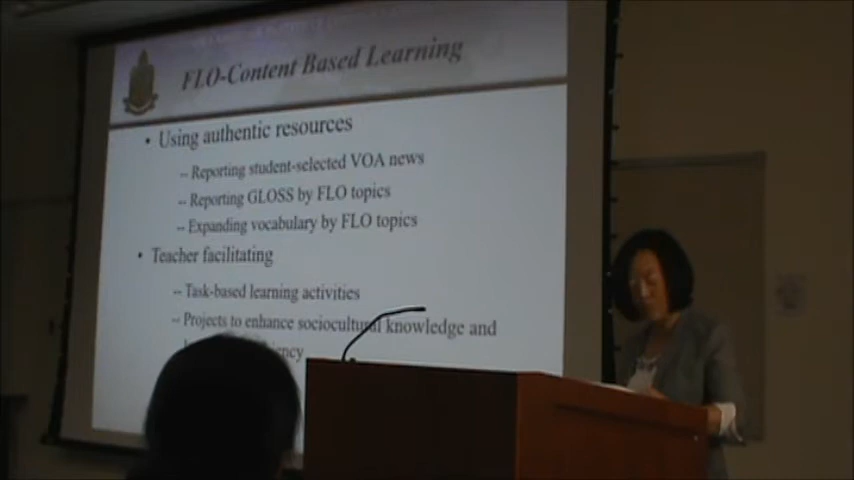 FLO-Content Based Learning
• Using authentic resources
– Reporting student-selected VOA news
– Reporting GLOSS by FLO topics
– Expanding vocabulary by FLO topics
• Teacher facilitating
– Task-based learning activities
– Projects to enhance sociocultural knowledge and